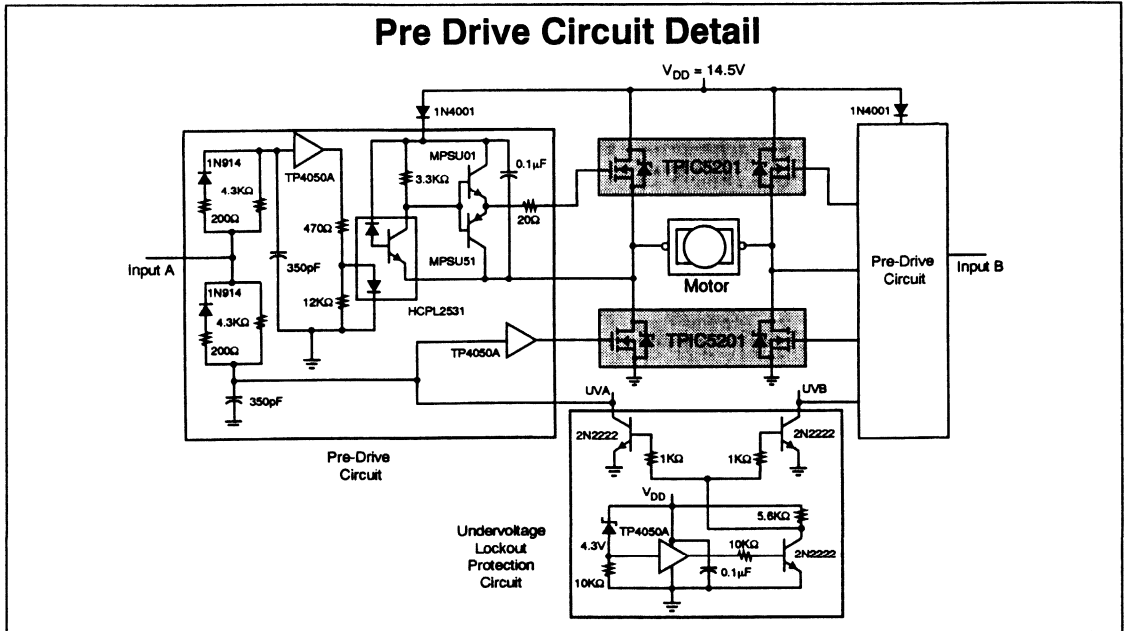 Pre Drive Circuit Detail
VDD = 14.5V
1N4001
1N4001
1N914
4.3KΩ
200Ω
TP4050A
MPSU01
3.3KΩ
0.1µF
20Ω
TPIC5201
470Ω
350pF
Input A
MPSU51
Motor
Pre-Drive
Circuit
Input B
1N914
4.3KΩ
200Ω
12KΩ
HCPL2531
TP4050A
TPIC5201
350pF
UVA
UVB
Pre-Drive
Circuit
2N2222
1KΩ
1KΩ
2N2222
Undervoltage
Lockout
Protection
Circuit
VDD
5.6KΩ
TP4050A
4.3V
10KΩ
10KΩ
0.1µF
2N2222